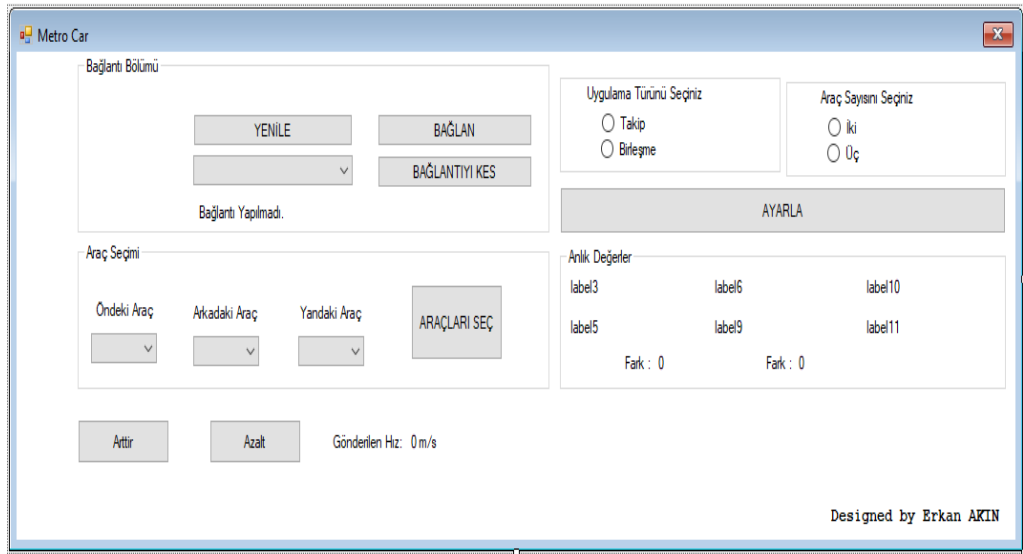 Metro Car
Bağlantı Bölümü
YENİLE
BAĞLAN
BAĞLANTIYI KES
Bağlantı Yapılmadı.
Uygulama Türünü Seçiniz
Takip
Birleşme
Araç Sayısını Seçiniz
İki
Üç
AYARLA
Araç Seçimi
Öndeki Araç
Arkadaki Araç
Yandaki Araç
ARAÇLARI SEÇ
Anlık Değerler
label3 label6 label10
label5 label9 label11
Fark : 0 Fark : 0
Arttir
Azalt
Gönderilen Hız: 0 m/s
Designed by Erkan AKIN